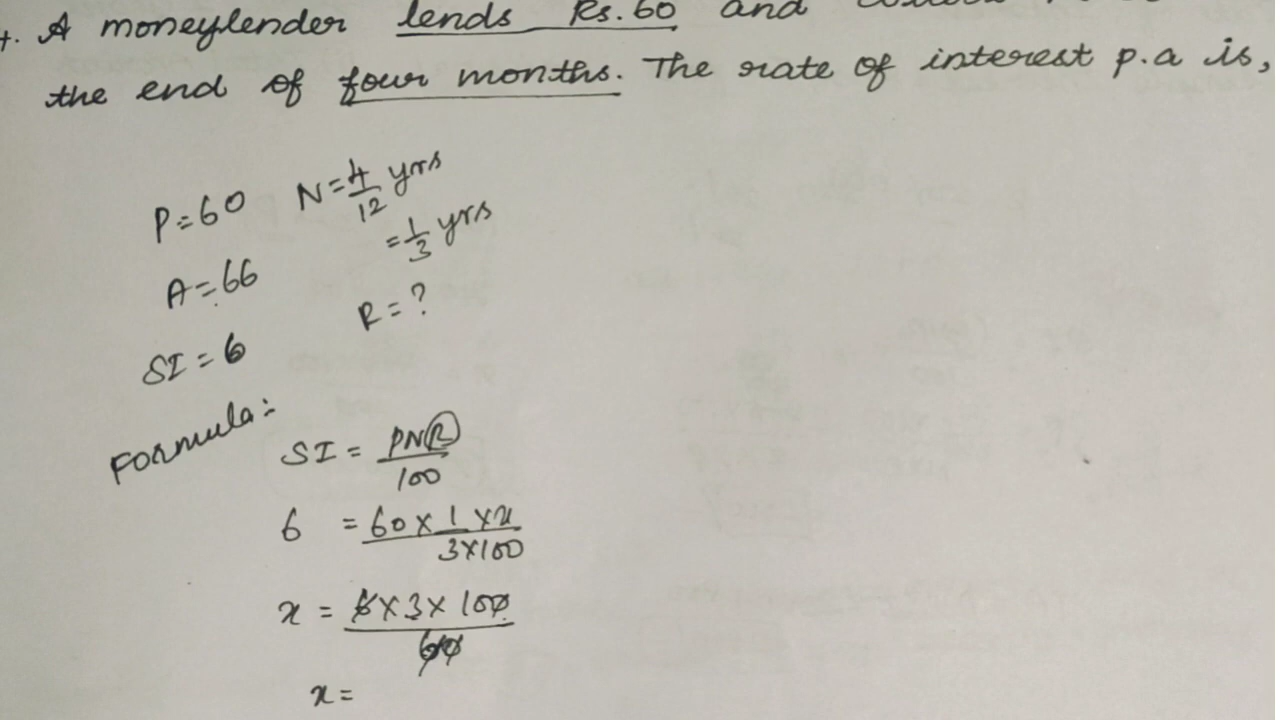 4. A moneylender lends Rs.60 and
the end of four months. The rate of interest p.a is,
P=60 N=4/12 yrs
=1/3 yrs
A=66
R=?
SI=6
Formula:-
SI = PNR/100
6 = 60×1×x/3×100
x = 6×3×100/60
x =